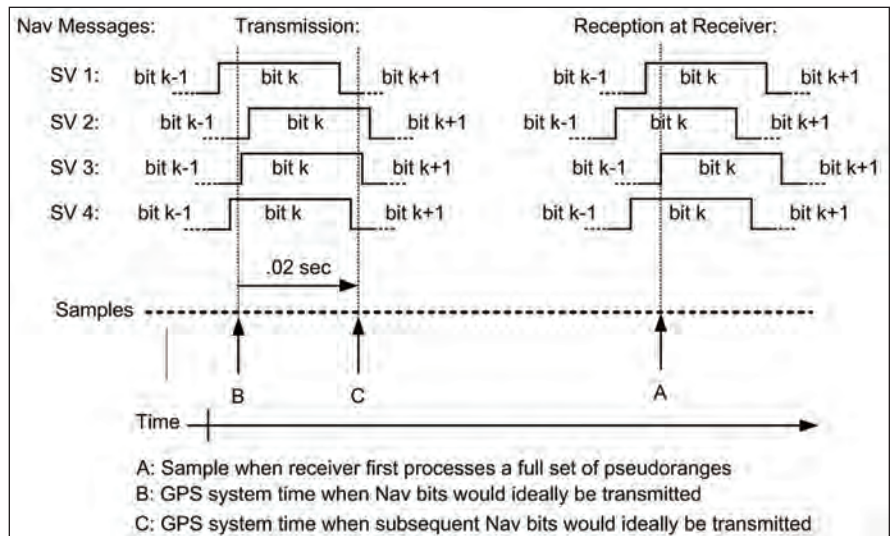 Nav Messages: Transmission: Reception at Receiver:
SV 1: bit k-1 bit k bit k+1 bit k-1 bit k bit k+1
SV 2: bit k-1 bit k bit k+1 bit k-1 bit k bit k+1
SV 3: bit k-1 bit k bit k+1 bit k-1 bit k bit k+1
SV 4: bit k-1 bit k bit k+1 bit k-1 bit k bit k+1
.02 sec
Samples
B C A
Time
A: Sample when receiver first processes a full set of pseudoranges
B: GPS system time when Nav bits would ideally be transmitted
C: GPS system time when subsequent Nav bits would ideally be transmitted